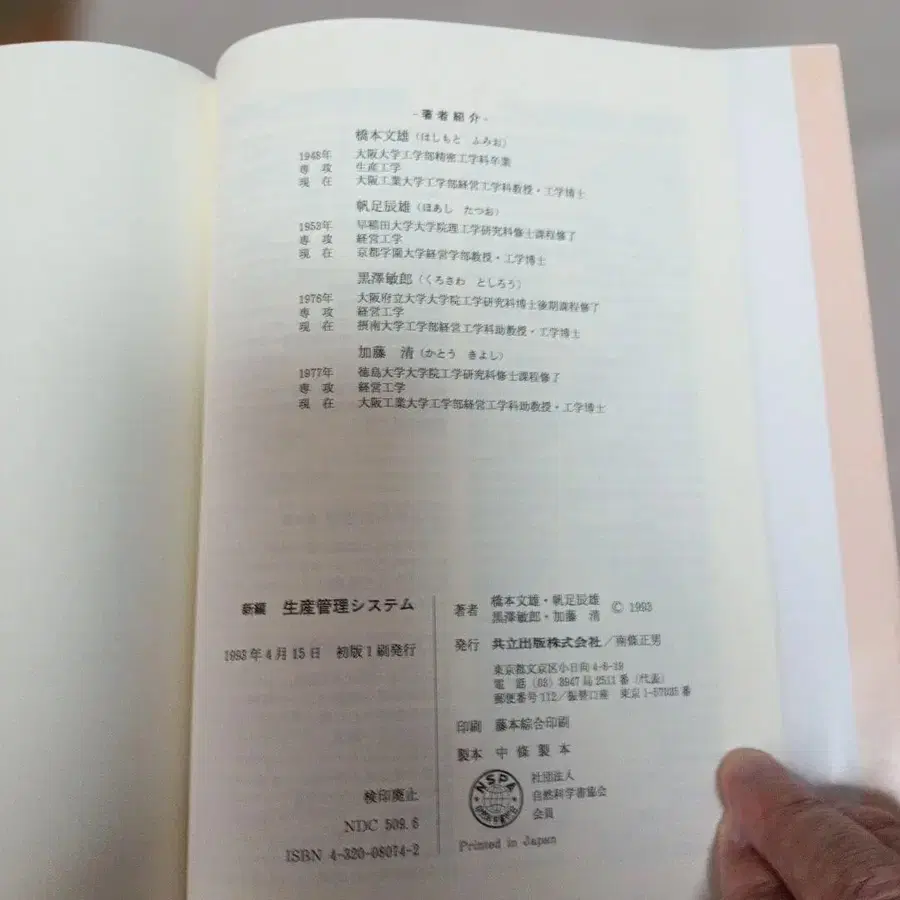 -著者紹介-
橋本文雄（はしもと　ふみお）
1948年　大阪大学工学部精密工学科卒業
専　攻　生産工学
現　在　大阪工業大学工学部経営工学科教授・工学博士
帆足辰雄（ほあし　たつお）
1953年　早稲田大学大学院理工学研究科修士課程修了
専　攻　経営工学
現　在　京都学園大学経営学部教授・工学博士
黒澤敏郎（くろさわ　としろう）
1976年　大阪府立大学大学院工学研究科博士後期課程修了
専　攻　経営工学
現　在　摂南大学工学部経営工学科助教授・工学博士
加藤　清（かとう　きよし）
1977年　徳島大学大学院工学研究科修士課程修了
専　攻　経営工学
現　在　大阪工業大学工学部経営工学科助教授・工学博士
新編　生産管理システム
1993年4月15日　初版1刷発行
検印廃止
NDC 509.6
ISBN 4-320-08074-2
著者　橋本文雄・帆足辰雄
黒澤敏郎・加藤　清　© 1993
発行　共立出版株式会社／南條正男
東京都文京区小日向4-6-19
電　話　(03) 3947局2511番（代表）
郵便番号112／振替口座　東京1-57035番
印刷　藤本綜合印刷
製本　中條製本
NSPA
社団法人
自然科学書協会
会員
Printed in Japan